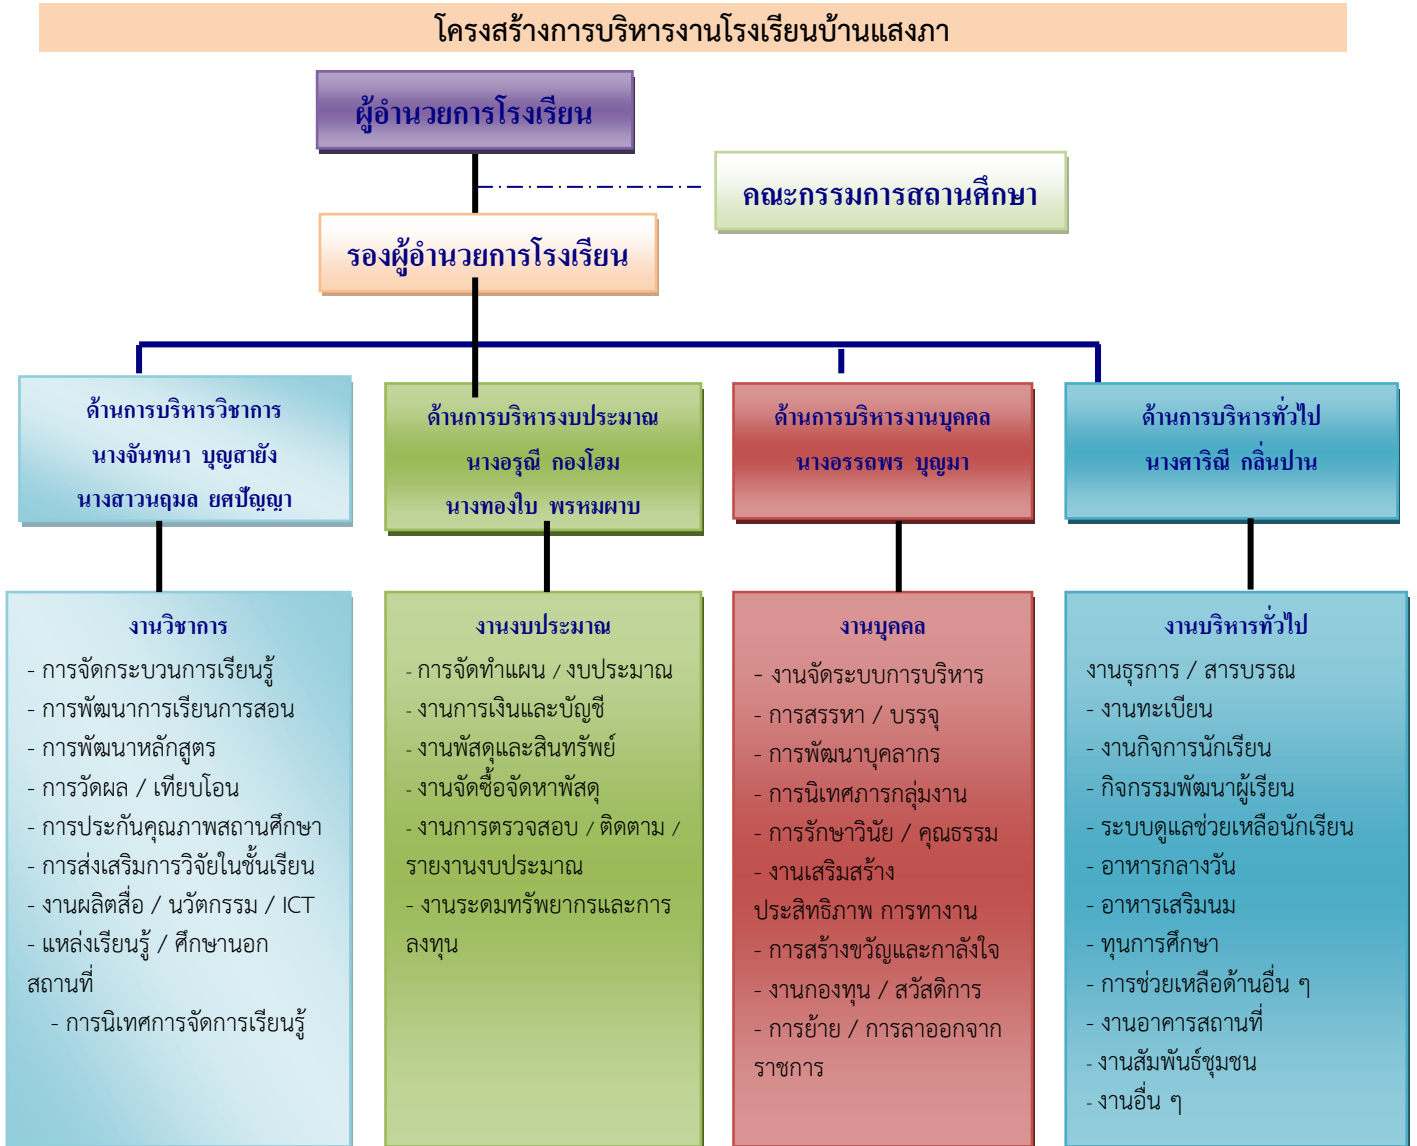 โครงสร้างการบริหารงานโรงเรียนบ้านแสงภา
ผู้อำนวยการโรงเรียน
คณะกรรมการสถานศึกษา
รองผู้อำนวยการโรงเรียน
ด้านการบริหารวิชาการ
นางจันทนา บุญสายัง
นางสาวนฤมล ยศปัญญา
ด้านการบริหารงบประมาณ
นางอรุณี กองโฮม
นางทองใบ พรหมผาบ
ด้านการบริหารงานบุคคล
นางอรรถพร บุญมา
ด้านการบริหารทั่วไป
นางศาริณี กลิ่นปาน
งานวิชาการ
- การจัดกระบวนการเรียนรู้
- การพัฒนาการเรียนการสอน
- การพัฒนาหลักสูตร
- การวัดผล / เทียบโอน
- การประกันคุณภาพสถานศึกษา
- การส่งเสริมการวิจัยในชั้นเรียน
- งานผลิตสื่อ / นวัตกรรม / ICT
- แหล่งเรียนรู้ / ศึกษานอก
สถานที่
- การนิเทศการจัดการเรียนรู้
งานงบประมาณ
- การจัดทำแผน / งบประมาณ
- งานการเงินและบัญชี
- งานพัสดุและสินทรัพย์
- งานจัดซื้อจัดหาพัสดุ
- งานการตรวจสอบ / ติดตาม /
รายงานงบประมาณ
- งานระดมทรัพยากรและการ
ลงทุน
งานบุคคล
- งานจัดระบบการบริหาร
- การสรรหา / บรรจุ
- การพัฒนาบุคลากร
- การนิเทศภารกลุ่มงาน
- การรักษาวินัย / คุณธรรม
- งานเสริมสร้าง
ประสิทธิภาพ การทางาน
- การสร้างขวัญและกาลังใจ
- งานกองทุน / สวัสดิการ
- การย้าย / การลาออกจาก
ราชการ
งานบริหารทั่วไป
งานธุรการ / สารบรรณ
- งานทะเบียน
- งานกิจการนักเรียน
- กิจกรรมพัฒนาผู้เรียน
- ระบบดูแลช่วยเหลือนักเรียน
- อาหารกลางวัน
- อาหารเสริมนม
- ทุนการศึกษา
- การช่วยเหลือด้านอื่น ๆ
- งานอาคารสถานที่
- งานสัมพันธ์ชุมชน
- งานอื่น ๆ